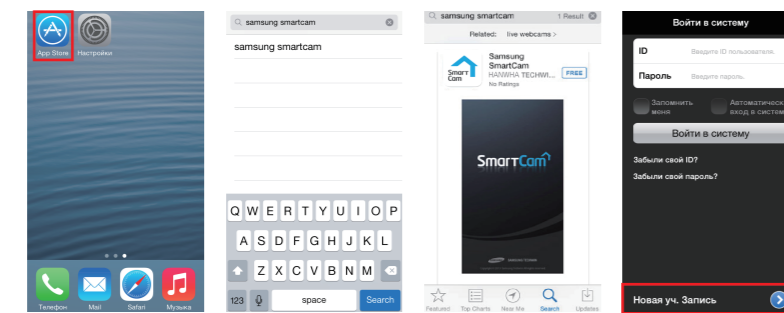 App Store
Настройки
Телефон
Mail
Safari
Музыка
samsung smartcam
samsung smartcam
Q W E R T Y U I O P
A S D F G H J K L
Z X C V B N M
123
space
Search
samsung smartcam
1 Result
Related: live webcams >
Samsung
SmartCam
HANWHA TECHWI...
No Ratings
FREE
Smart
Cam
SmartCam
Featured
Top Charts
Near Me
Search
Updates
Войти в систему
ID
Введите ID пользователя.
Пароль
Введите пароль.
Запомнить
меня
Автоматическ
вход в систем
Войти в систему
Забыли свой ID?
Забыли свой пароль?
Новая уч. Запись